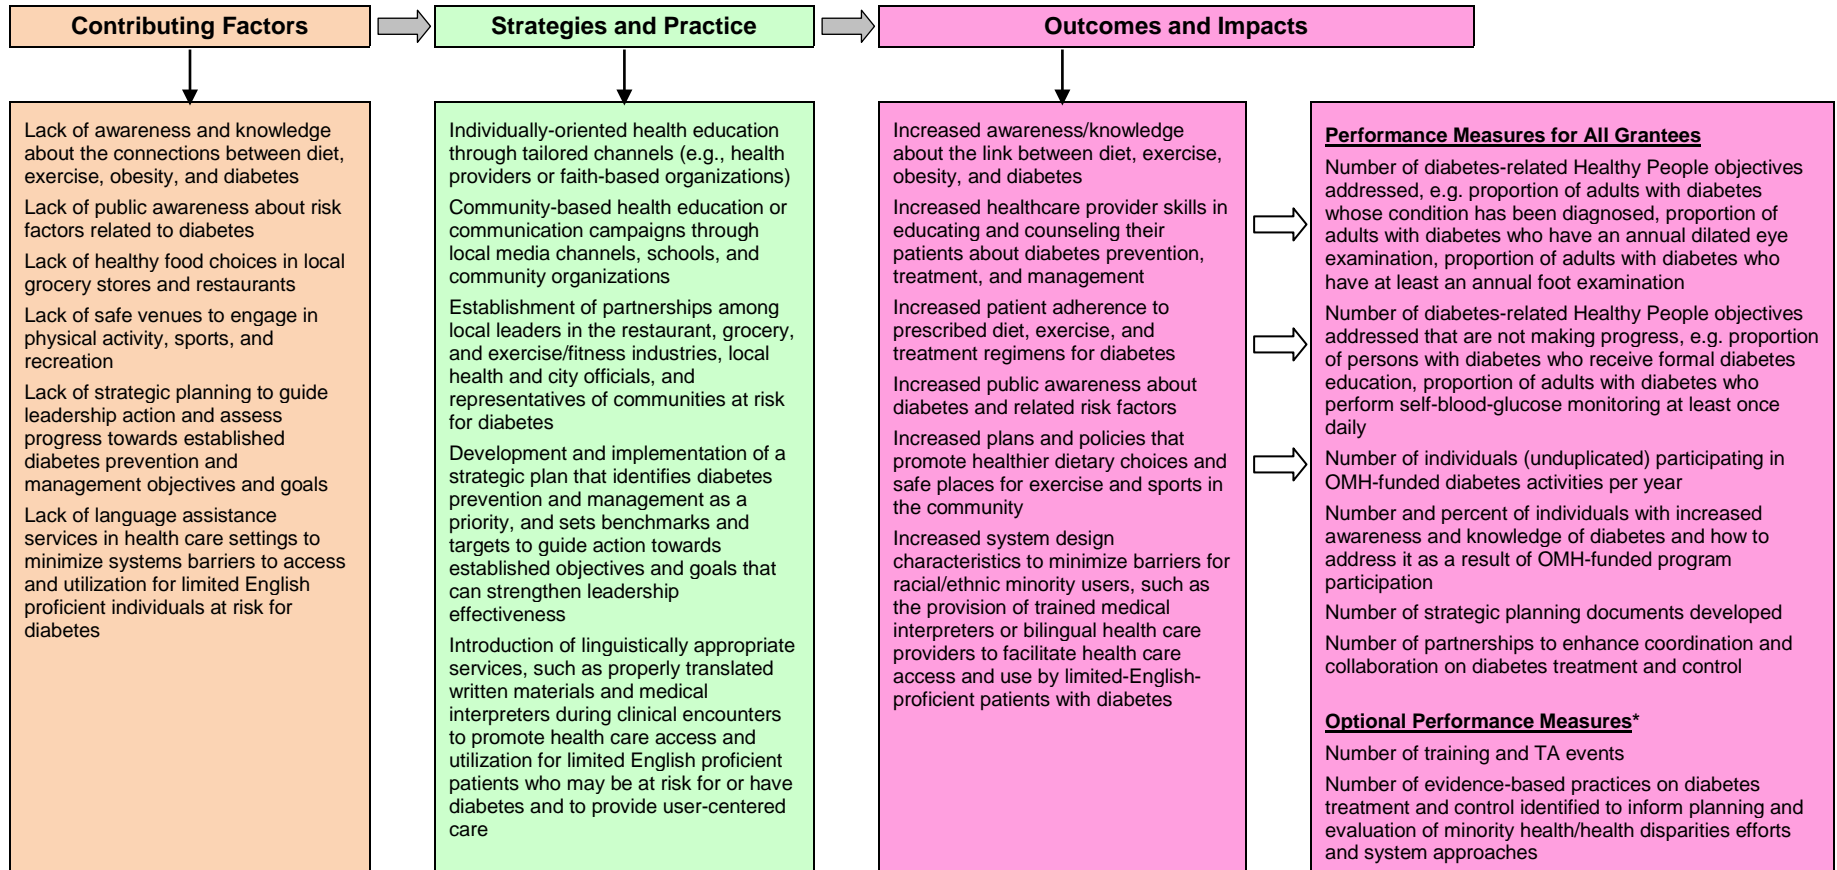 Contributing Factors
Strategies and Practice
Outcomes and Impacts
Lack of awareness and knowledge
about the connections between diet,
exercise, obesity, and diabetes
Lack of public awareness about risk
factors related to diabetes
Lack of healthy food choices in local
grocery stores and restaurants
Lack of safe venues to engage in
physical activity, sports, and
recreation
Lack of strategic planning to guide
leadership action and assess
progress towards established
diabetes prevention and
management objectives and goals
Lack of language assistance
services in health care settings to
minimize systems barriers to access
and utilization for limited English
proficient individuals at risk for
diabetes
Individually-oriented health education
through tailored channels (e.g., health
providers or faith-based organizations)
Community-based health education or
communication campaigns through
local media channels, schools, and
community organizations
Establishment of partnerships among
local leaders in the restaurant, grocery,
and exercise/fitness industries, local
health and city officials, and
representatives of communities at risk
for diabetes
Development and implementation of a
strategic plan that identifies diabetes
prevention and management as a
priority, and sets benchmarks and
targets to guide action towards
established objectives and goals that
can strengthen leadership
effectiveness
Introduction of linguistically appropriate
services, such as properly translated
written materials and medical
interpreters during clinical encounters
to promote health care access and
utilization for limited English proficient
patients who may be at risk for or have
diabetes and to provide user-centered
care
Increased awareness/knowledge
about the link between diet, exercise,
obesity, and diabetes
Increased healthcare provider skills in
educating and counseling their
patients about diabetes prevention,
treatment, and management
Increased patient adherence to
prescribed diet, exercise, and
treatment regimens for diabetes
Increased public awareness about
diabetes and related risk factors
Increased plans and policies that
promote healthier dietary choices and
safe places for exercise and sports in
the community
Increased system design
characteristics to minimize barriers for
racial/ethnic minority users, such as
the provision of trained medical
interpreters or bilingual health care
providers to facilitate health care
access and use by limited-English-
proficient patients with diabetes
Performance Measures for All Grantees
Number of diabetes-related Healthy People objectives
addressed, e.g. proportion of adults with diabetes
whose condition has been diagnosed, proportion of
adults with diabetes who have an annual dilated eye
examination, proportion of adults with diabetes who
have at least an annual foot examination
Number of diabetes-related Healthy People objectives
addressed that are not making progress, e.g. proportion
of persons with diabetes who receive formal diabetes
education, proportion of adults with diabetes who
perform self-blood-glucose monitoring at least once
daily
Number of individuals (unduplicated) participating in
OMH-funded diabetes activities per year
Number and percent of individuals with increased
awareness and knowledge of diabetes and how to
address it as a result of OMH-funded program
participation
Number of strategic planning documents developed
Number of partnerships to enhance coordination and
collaboration on diabetes treatment and control
Optional Performance Measures*
Number of training and TA events
Number of evidence-based practices on diabetes
treatment and control identified to inform planning and
evaluation of minority health/health disparities efforts
and system approaches